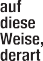 auf
diese
Weise,
derart